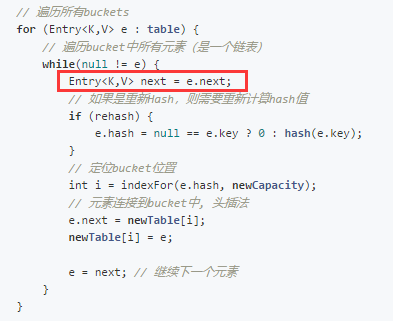 // 遍历所有buckets
for (Entry<K,V> e : table) {
// 遍历bucket中所有元素（是一个链表）
while(null != e) {
Entry<K,V> next = e.next;
// 如果是重新Hash，则需要重新计算hash值
if (rehash) {
e.hash = null == e.key ? 0 : hash(e.key);
}
// 定位bucket位置
int i = indexFor(e.hash, newCapacity);
// 元素连接到bucket中, 头插法
e.next = newTable[i];
newTable[i] = e;
e = next; // 继续下一个元素
}
}